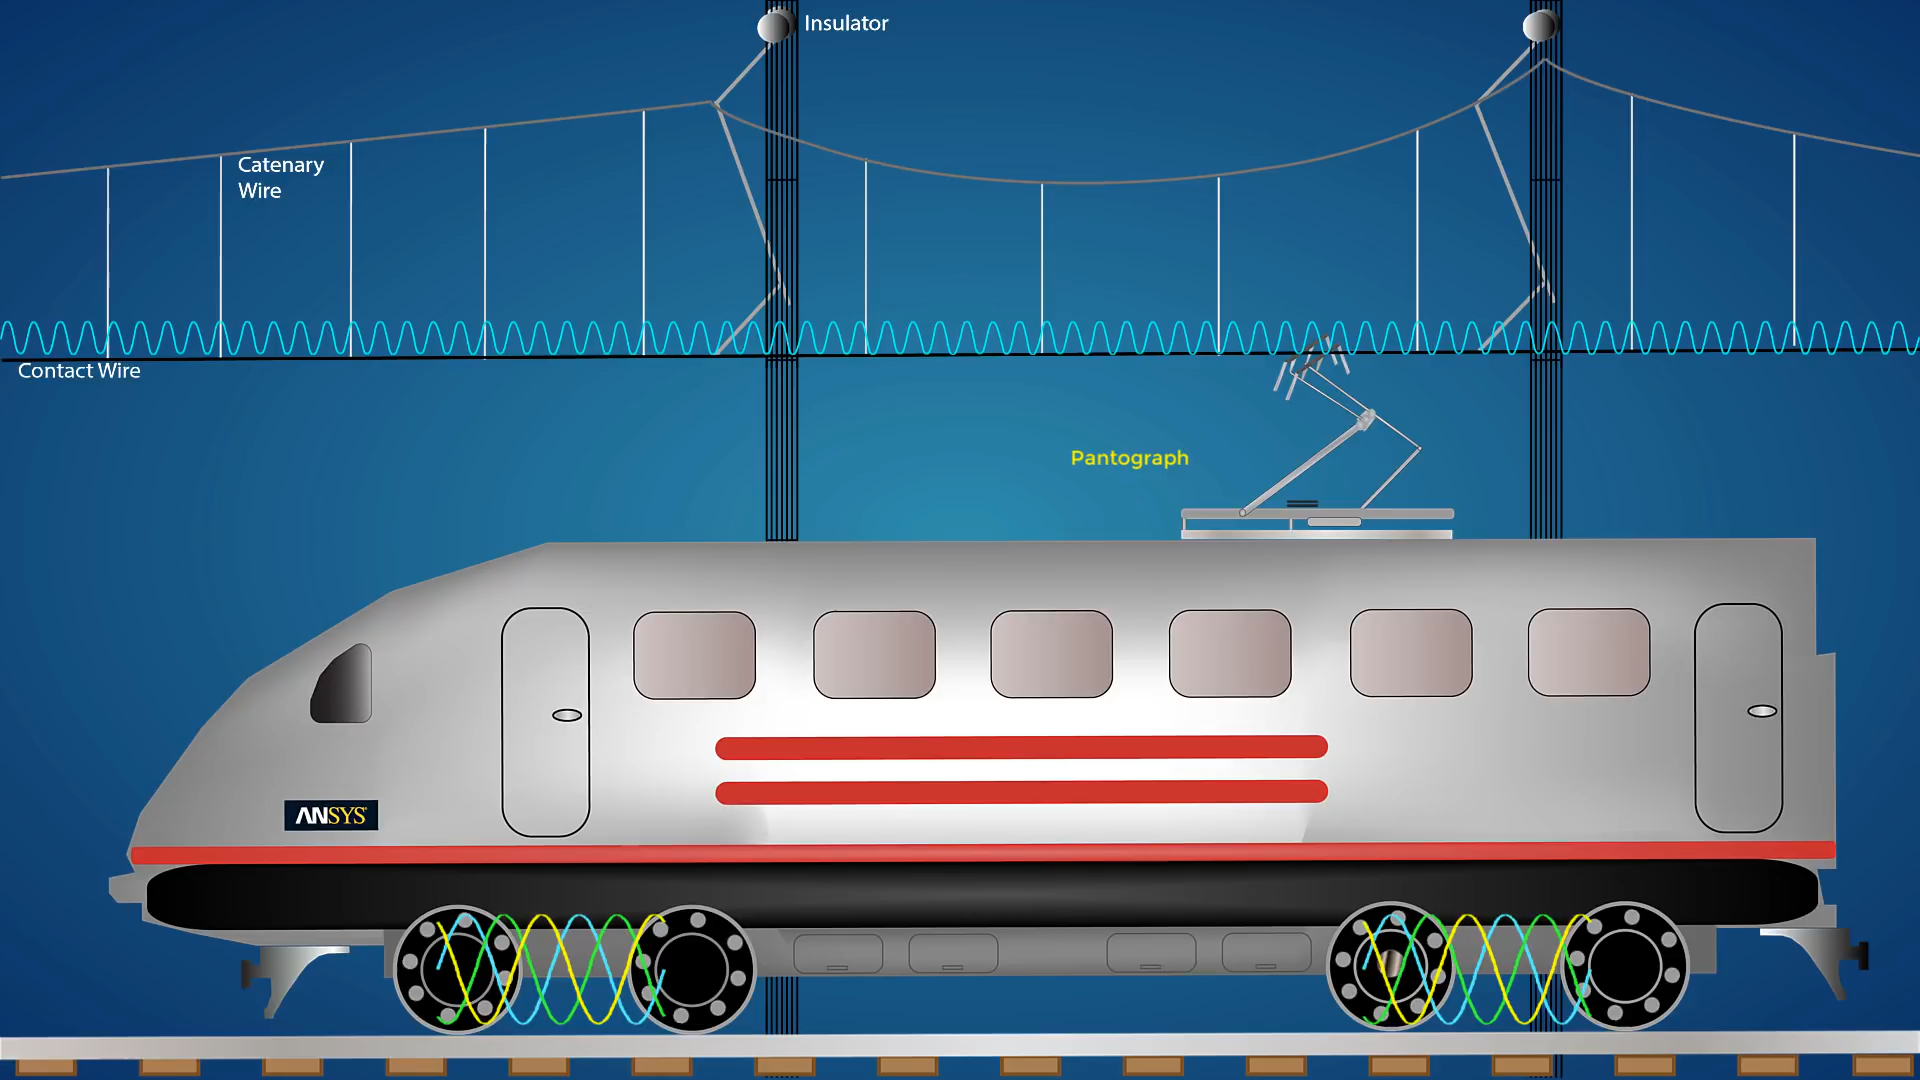 Insulator
Catenary
Wire
Contact Wire
Pantograph
ANSYS